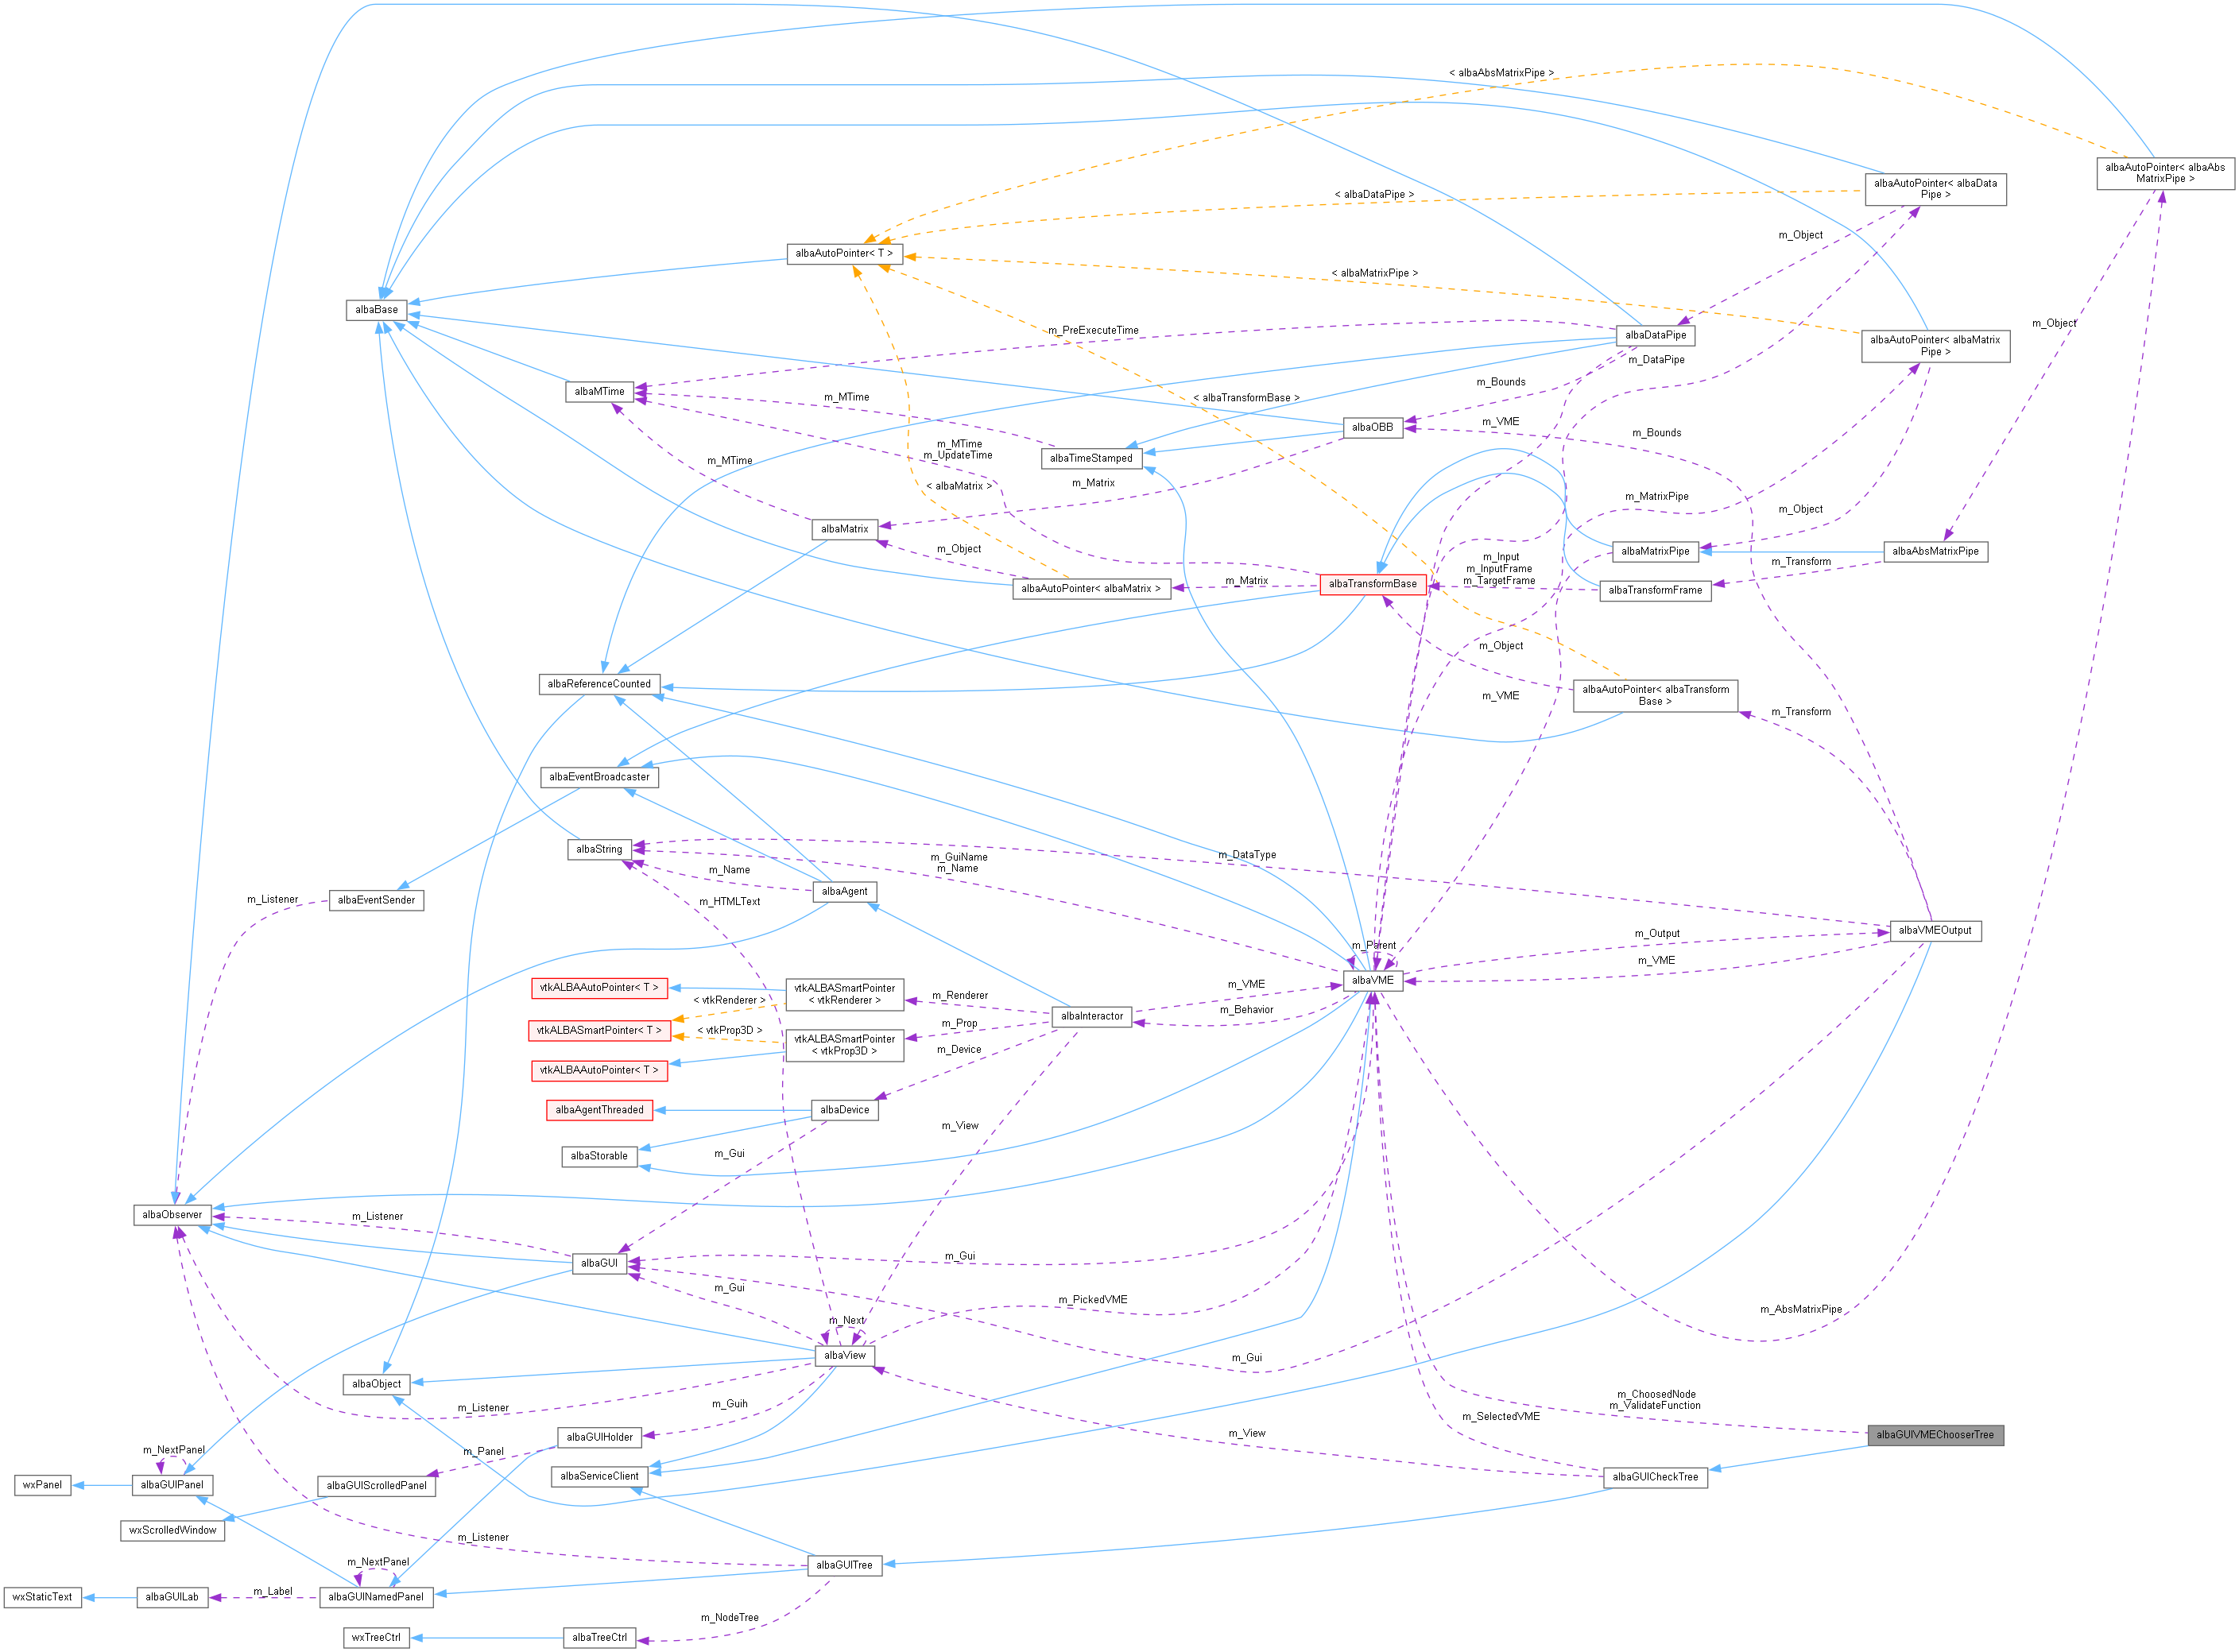 < albaAbsMatrixPipe >
albaAutoPointer< albaAbs
MatrixPipe >
albaAutoPointer< albaData
Pipe >
< albaDataPipe >
m_Object
albaAutoPointer< T >
< albaMatrixPipe >
albaBase
m_PreExecuteTime
albaDataPipe
m_Object
albaAutoPointer< albaMatrix
Pipe >
m_DataPipe
albaMTime
m_MTime
< albaTransformBase >
m_Bounds
m_VME
albaOBB
m_Bounds
m_MTime
m_UpdateTime
albaTimeStamped
m_MTime
m_Matrix
< albaMatrix >
m_MatrixPipe
m_Object
albaMatrix
m_Object
albaMatrixPipe
albaAbsMatrixPipe
m_Input
m_InputFrame
m_TargetFrame
m_Transform
albaAutoPointer< albaMatrix >
m_Matrix
albaTransformBase
albaTransformFrame
m_Object
albaReferenceCounted
m_VME
albaAutoPointer< albaTransform
Base >
m_Transform
albaEventBroadcaster
albaString
m_GuiName
m_Name
m_DataType
m_Name
albaAgent
m_Listener
albaEventSender
m_HTMLText
albaVMEOutput
m_Parent
m_Output
m_VME
albaVME
vtkALBAAutoPointer< T >
vtkALBASmartPointer
< vtkRenderer >
m_Renderer
m_VME
< vtkRenderer >
m_Behavior
albaInteractor
vtkALBASmartPointer< T >
< vtkProp3D >
m_Prop
vtkALBASmartPointer
< vtkProp3D >
m_Device
vtkALBAAutoPointer< T >
albaAgentThreaded
albaDevice
m_View
albaStorable
m_Gui
albaObserver
m_Listener
albaGUI
m_Gui
m_Gui
m_PickedVME
m_AbsMatrixPipe
m_Next
albaView
m_Gui
albaObject
m_Guih
m_Listener
m_ChoosedNode
m_ValidateFunction
m_SelectedVME
m_View
albaGUIVMEChooserTree
albaGUIHolder
m_NextPanel
m_Panel
wxPanel
albaGUIPanel
albaGUIScrolledPanel
albaServiceClient
albaGUICheckTree
wxScrolledWindow
m_Listener
m_NextPanel
albaGUITree
wxStaticText
albaGUILab
m_Label
albaGUINamedPanel
m_NodeTree
wxTreeCtrl
albaTreeCtrl